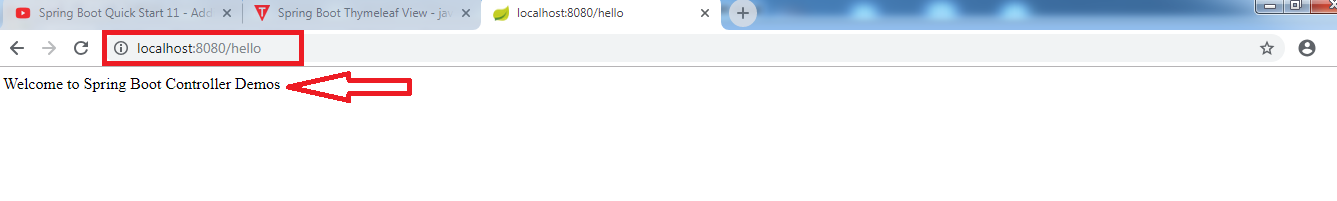 Spring Boot Quick Start 11 - Add
Spring Boot Thymeleaf View - jav
localhost:8080/hello
localhost:8080/hello
Welcome to Spring Boot Controller Demos